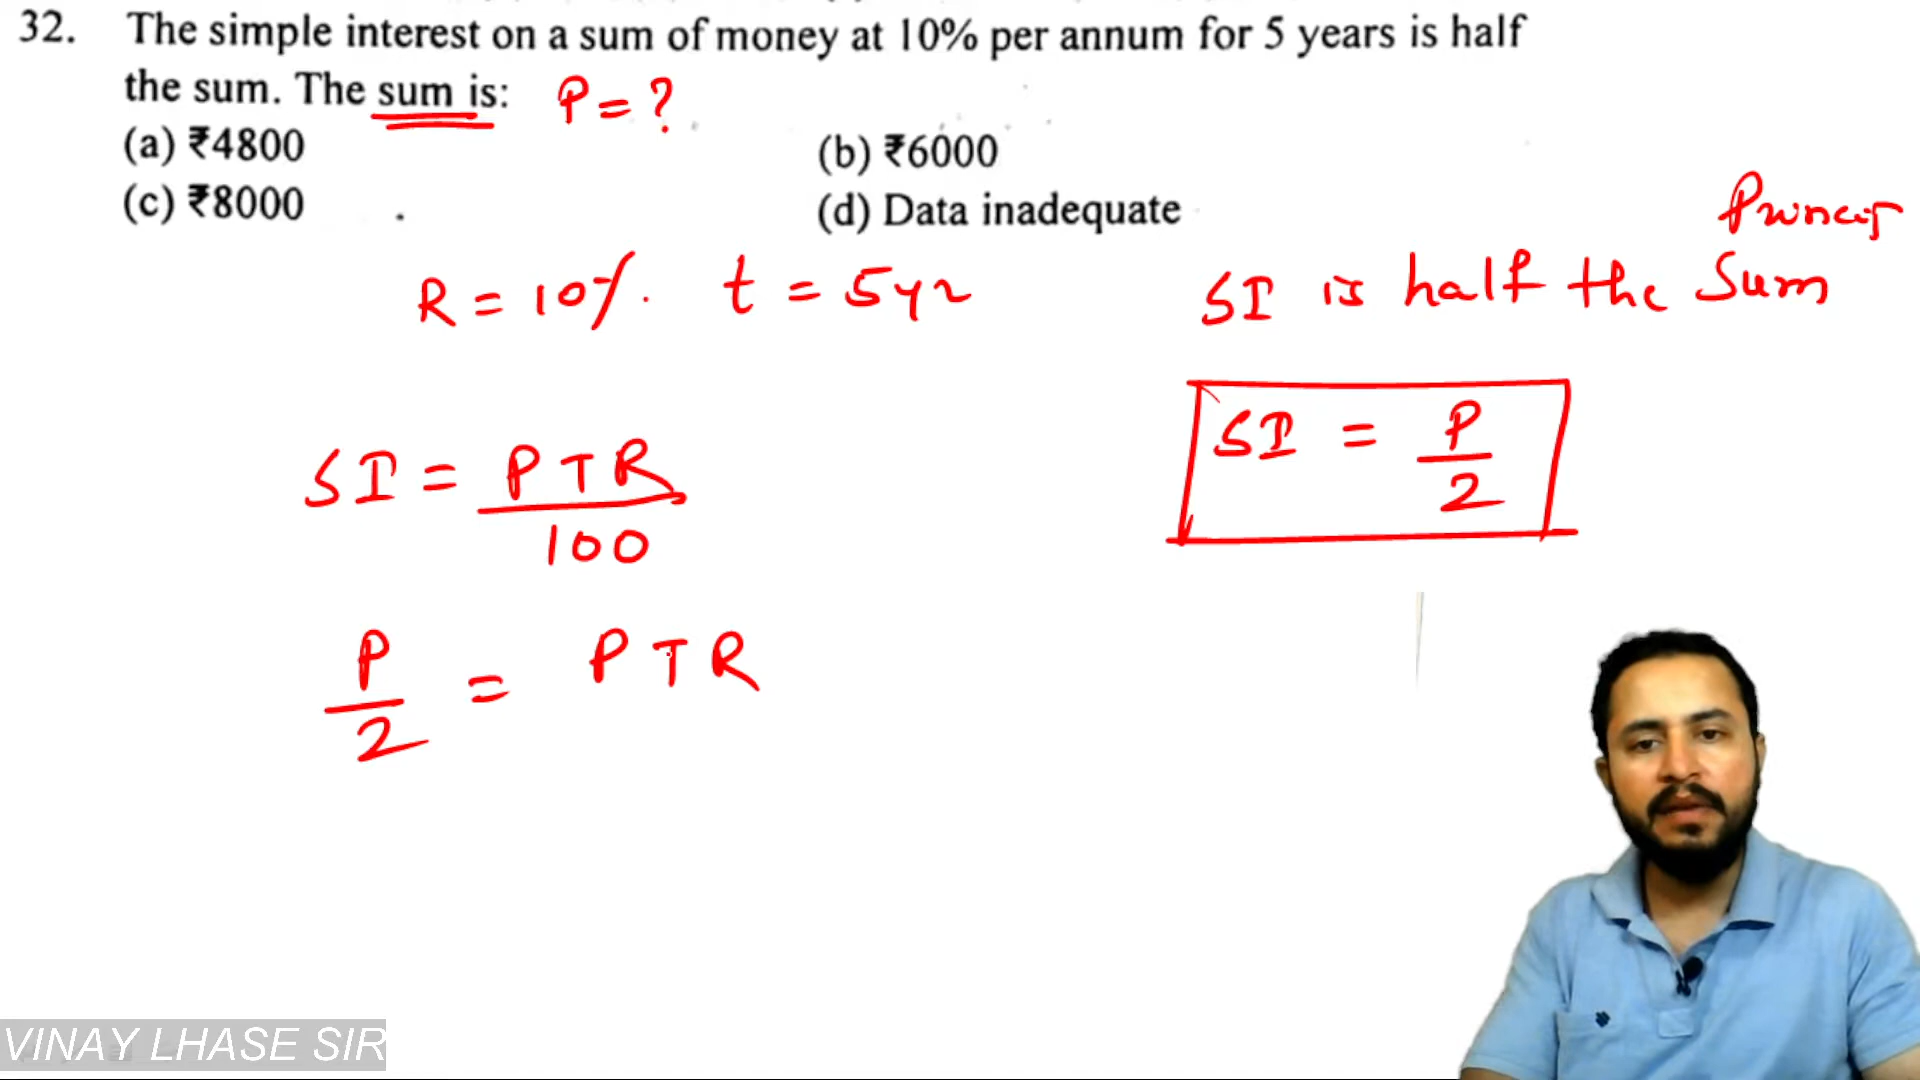 32. The simple interest on a sum of money at 10% per annum for 5 years is half
the sum. The sum is: P = ?
(a) ₹4800 (b) ₹6000
(c) ₹8000 (d) Data inadequate
R = 10% t = 5yr
SI is half the Sum
SI = P/2
SI = PTR/100
P/2 = PTR
VINAY LHASE SIR